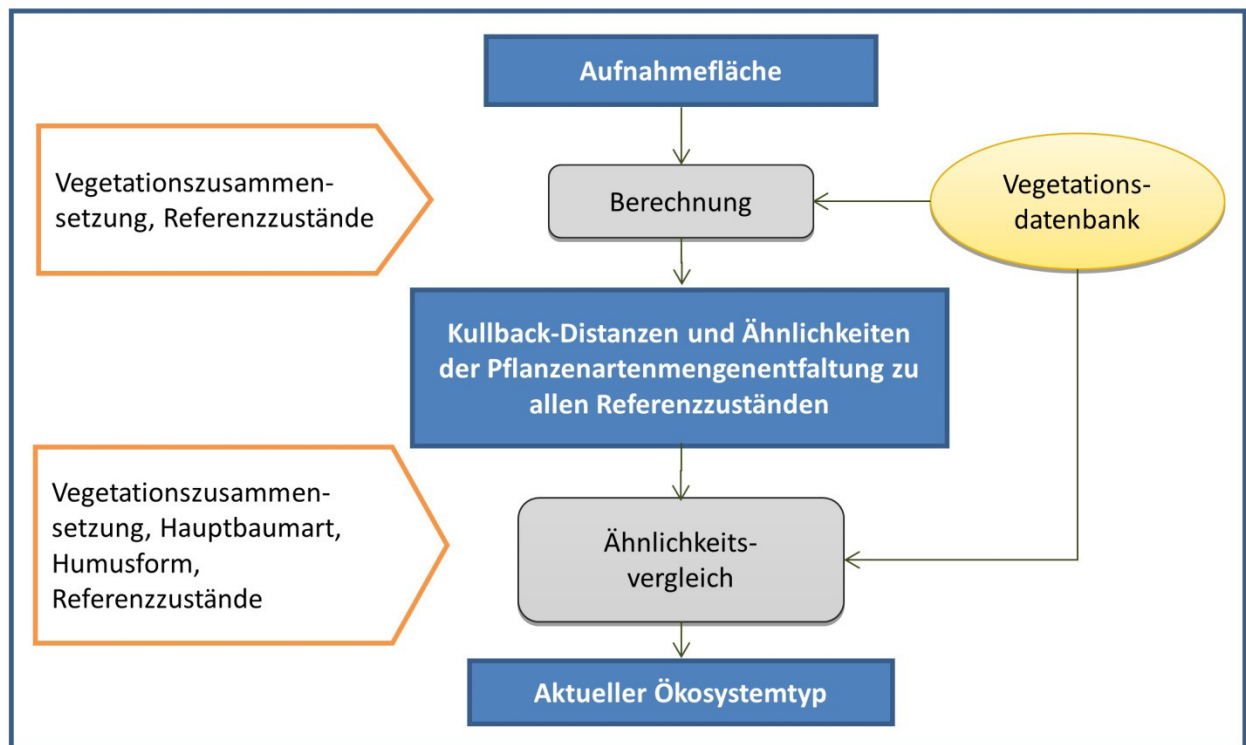 Aufnahmefläche
Vegetationszusammen-
setzung, Referenzzustände
Berechnung
Vegetations-
datenbank
Kullback-Distanzen und Ähnlichkeiten
der Pflanzenartenmengenentfaltung zu
allen Referenzzuständen
Vegetationszusammen-
setzung, Hauptbaumart,
Humusform,
Referenzzustände
Ähnlichkeits-
vergleich
Aktueller Ökosystemtyp